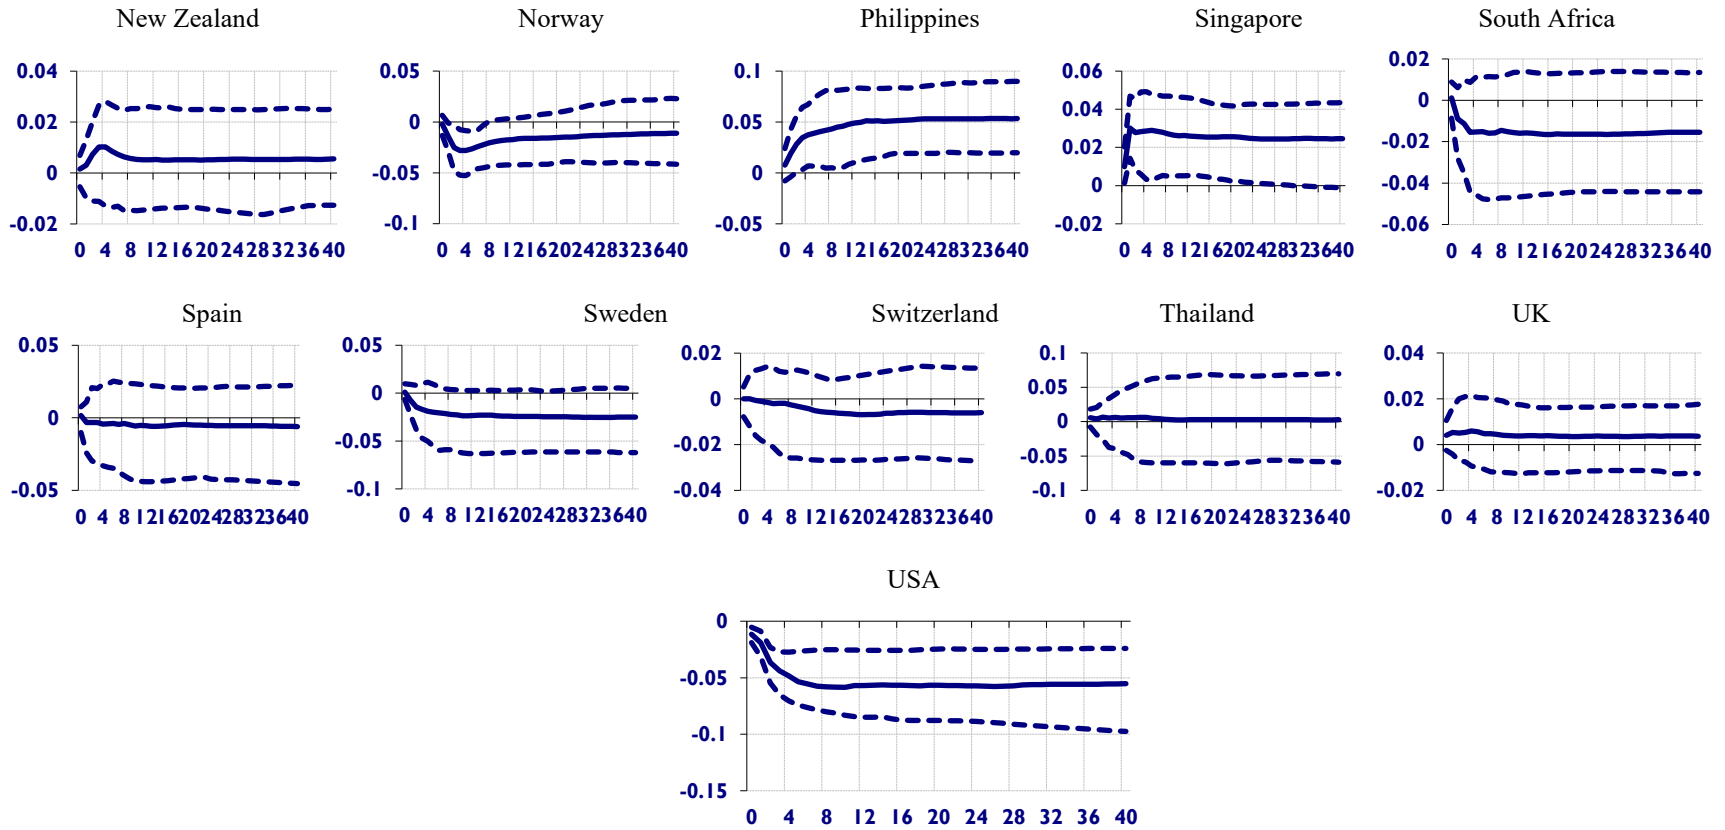 New Zealand Norway Philippines Singapore South Africa
0.04 0.05 0.1 0.06 0.02
0.02 0 0.05 0.04 0
0 -0.05 0 0.02 -0.02
-0.02 -0.1 -0.05 0 -0.04
-0.02 -0.06
0 4 8 12 16 20 24 28 32 36 40 0 4 8 12 16 20 24 28 32 36 40 0 4 8 12 16 20 24 28 32 36 40 0 4 8 12 16 20 24 28 32 36 40 0 4 8 12 16 20 24 28 32 36 40
Spain Sweden Switzerland Thailand UK
0.05 0.05 0.02 0.1 0.04
0 0 0 0.05 0.02
-0.05 -0.05 -0.02 0 0
-0.1 -0.04 -0.05 -0.02
-0.1
0 4 8 12 16 20 24 28 32 36 40 0 4 8 12 16 20 24 28 32 36 40 0 4 8 12 16 20 24 28 32 36 40 0 4 8 12 16 20 24 28 32 36 40 0 4 8 12 16 20 24 28 32 36 40
USA
0
-0.05
-0.1
-0.15
0 4 8 12 16 20 24 28 32 36 40